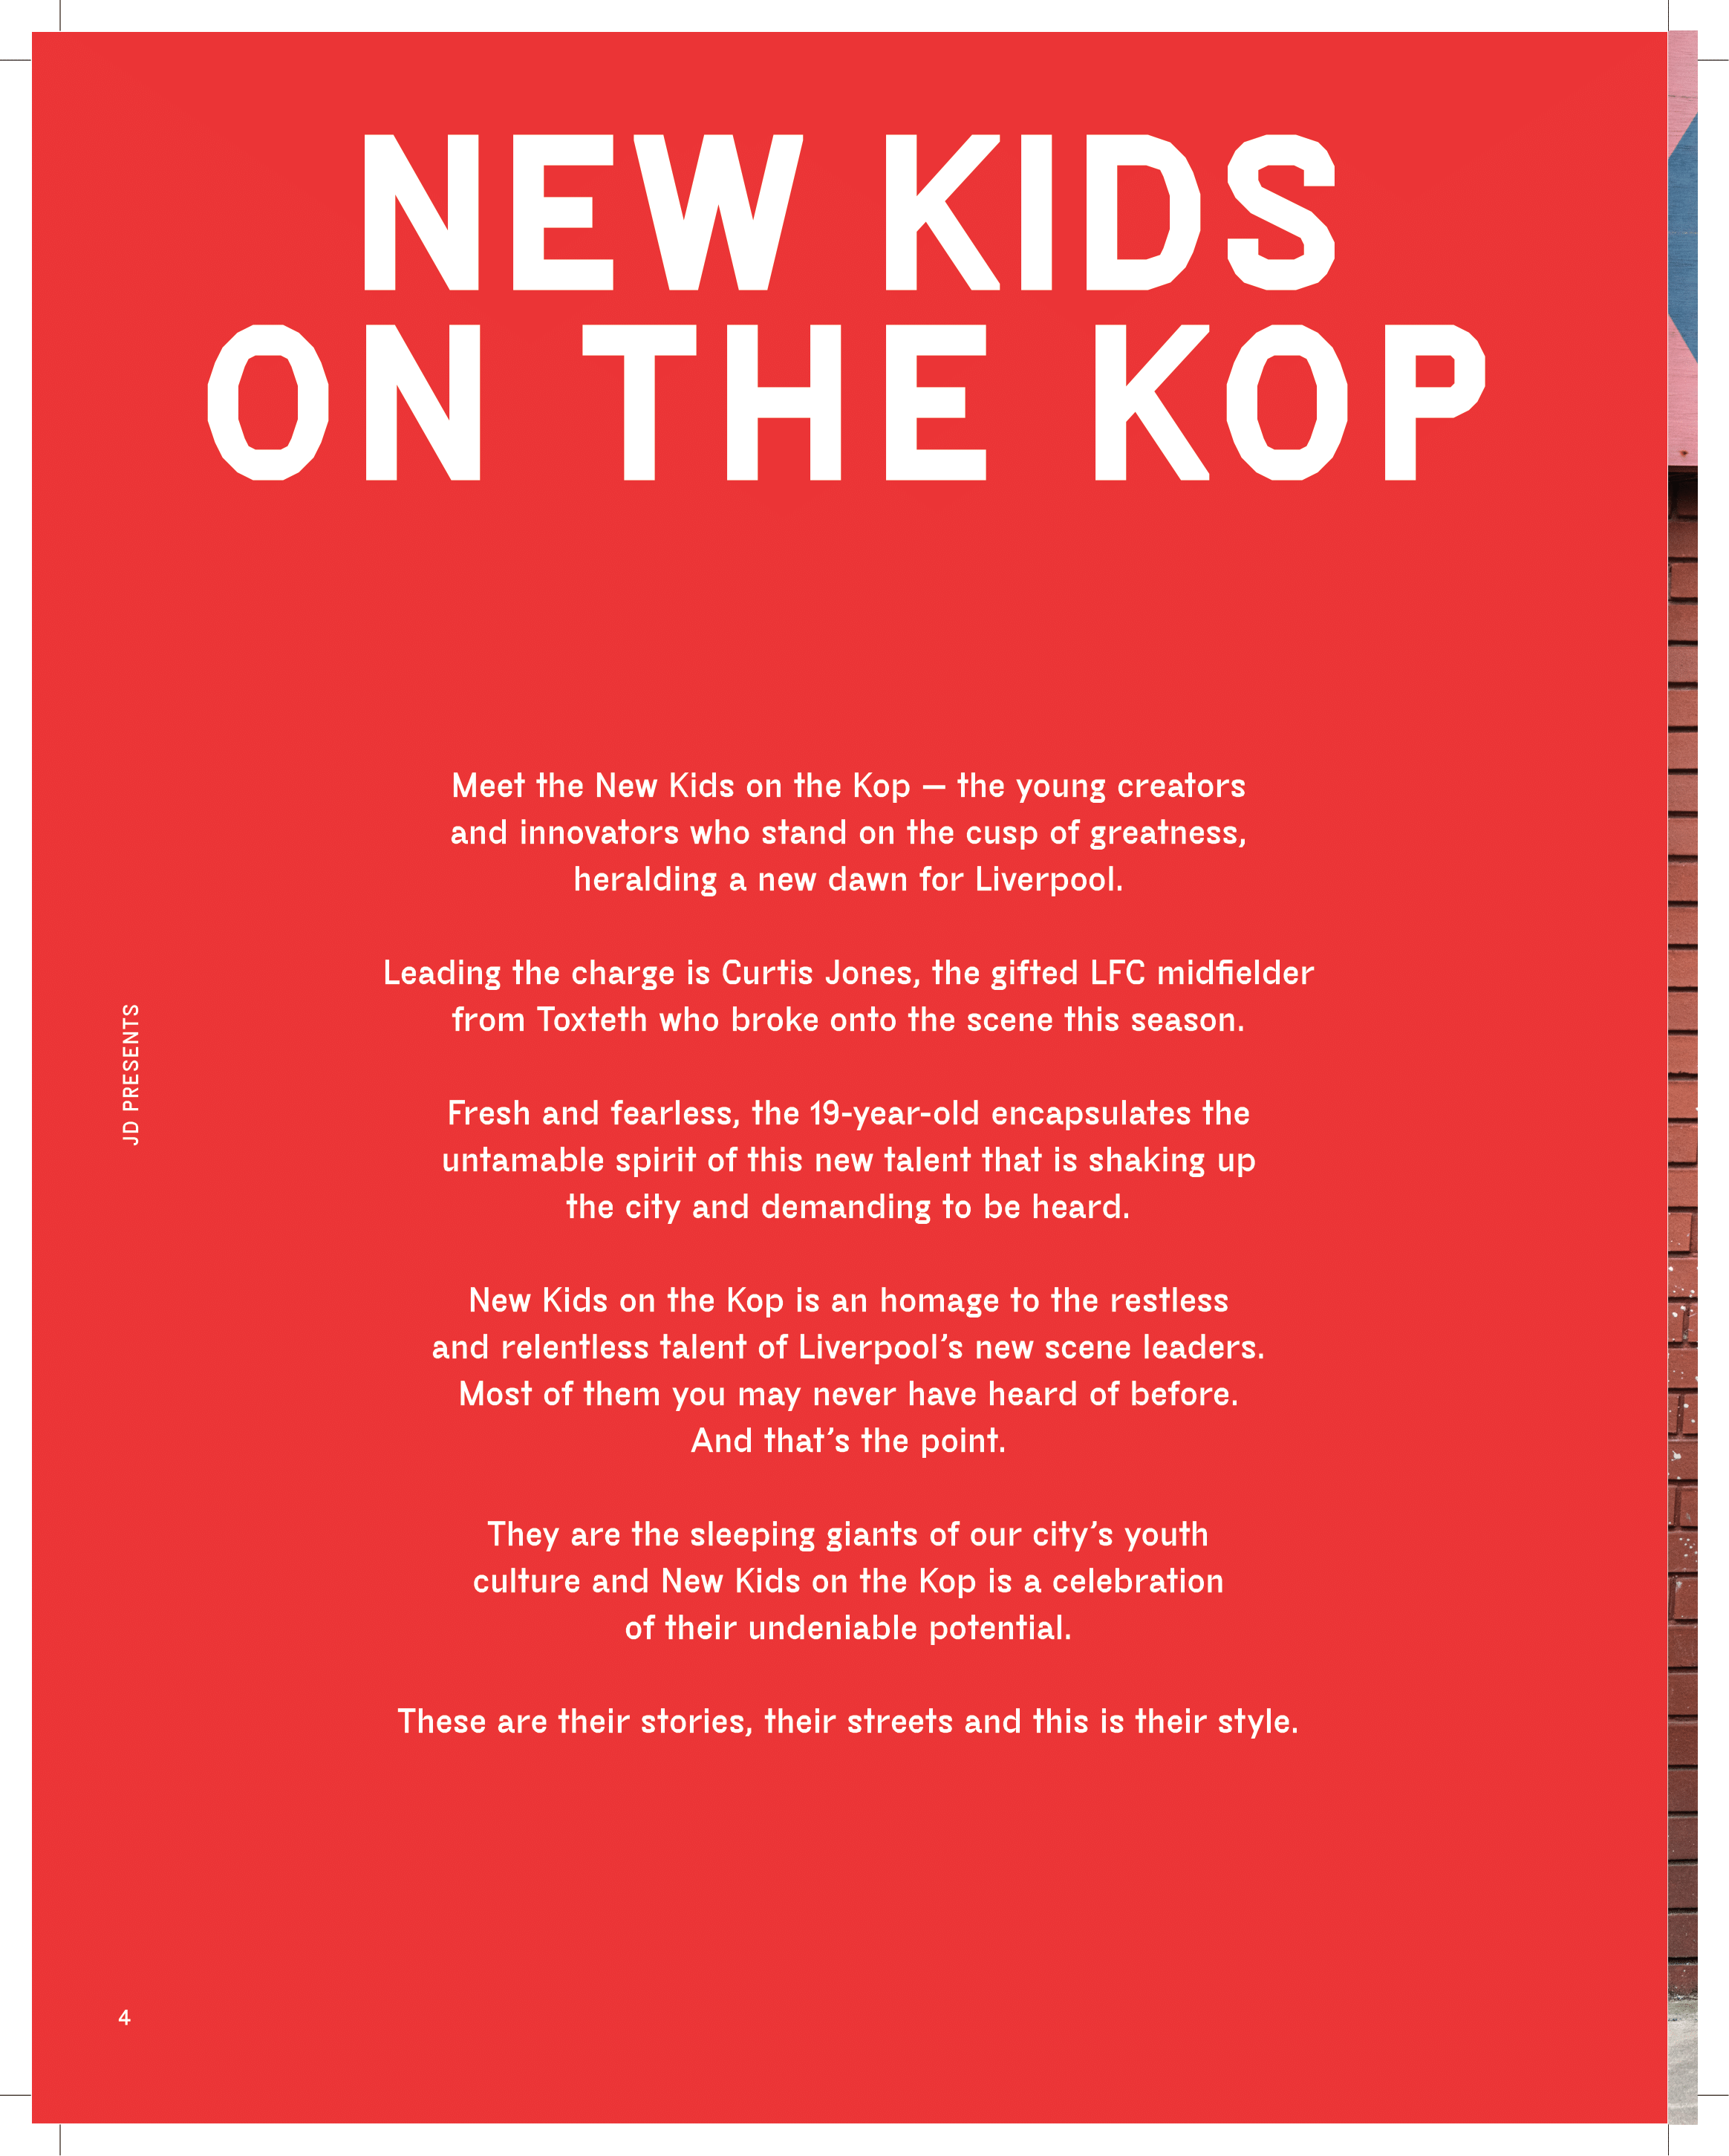 NEW KIDS
ON THE KOP
Meet the New Kids on the Kop — the young creators
and innovators who stand on the cusp of greatness,
heralding a new dawn for Liverpool.
Leading the charge is Curtis Jones, the gifted LFC midfielder
from Toxteth who broke onto the scene this season.
Fresh and fearless, the 19-year-old encapsulates the
untamable spirit of this new talent that is shaking up
the city and demanding to be heard.
New Kids on the Kop is an homage to the restless
and relentless talent of Liverpool’s new scene leaders.
Most of them you may never have heard of before.
And that’s the point.
They are the sleeping giants of our city’s youth
culture and New Kids on the Kop is a celebration
of their undeniable potential.
These are their stories, their streets and this is their style.
JD PRESENTS
4